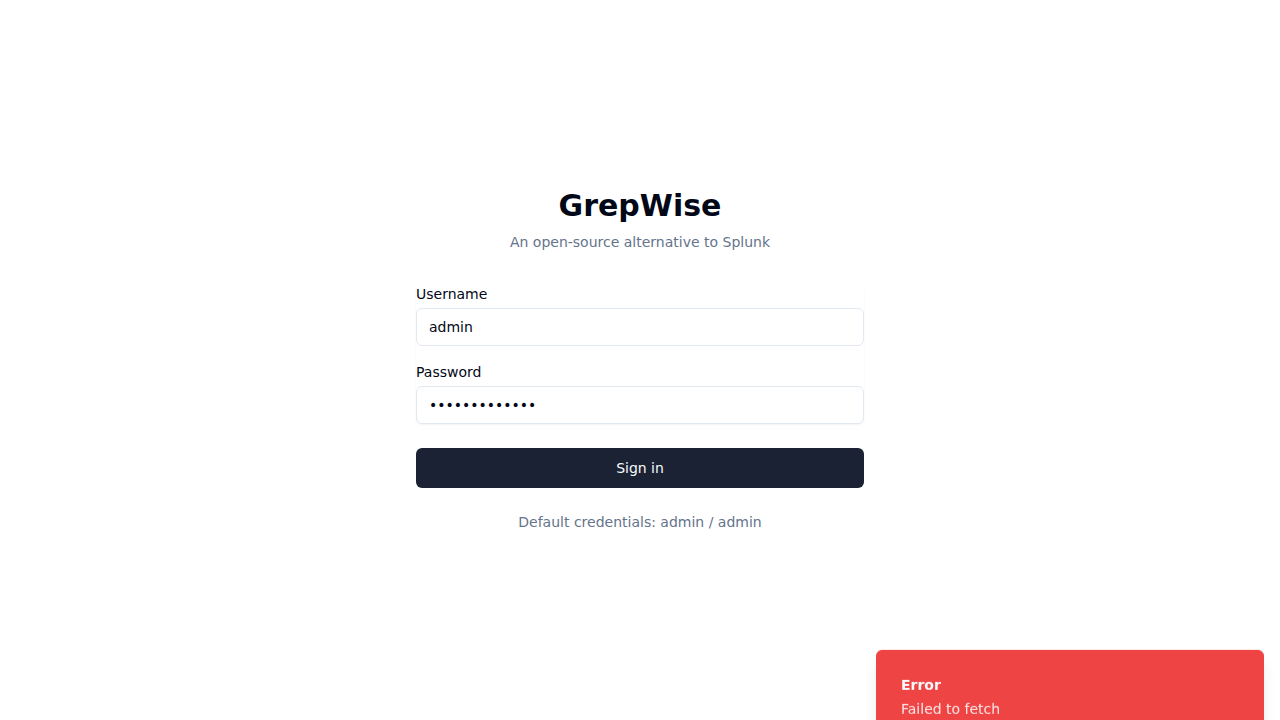 GrepWise
An open-source alternative to Splunk
Username
admin
Password
•••••••••••••
Sign in
Default credentials: admin / admin
Error
Failed to fetch